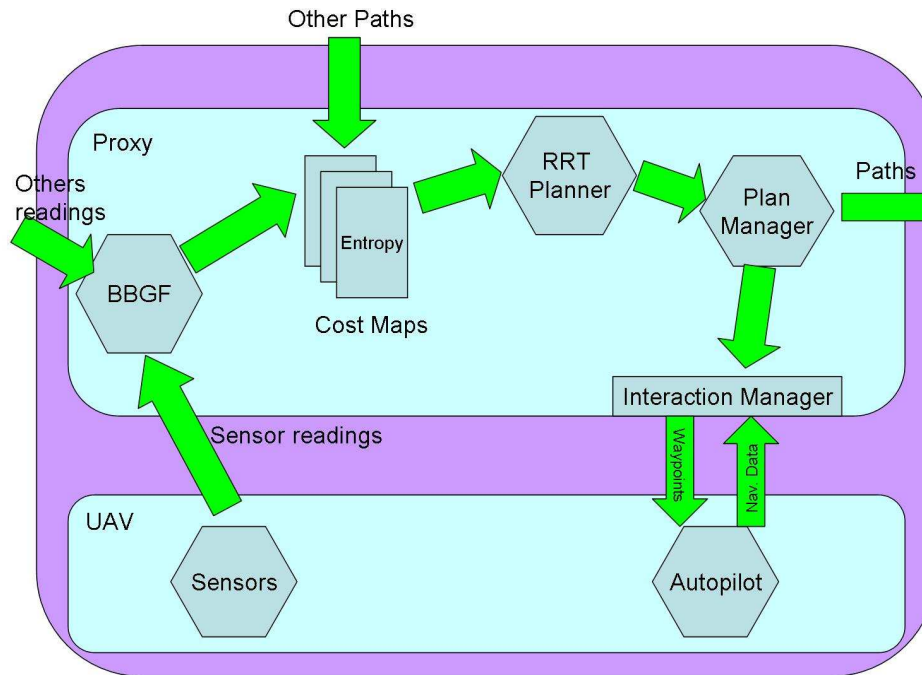 Other Paths
Proxy
Others
readings
RRT
Planner
Paths
Plan
Manager
Entropy
BBGF
Cost Maps
Interaction Manager
Sensor readings
Waypoints
Nav. Data
UAV
Sensors
Autopilot